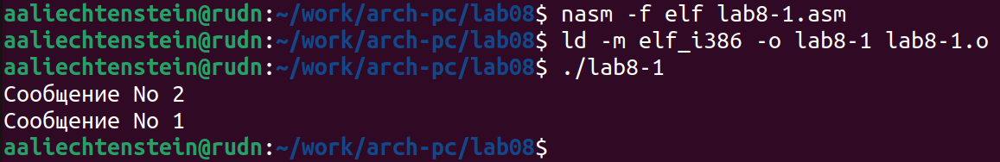 aaliechtenstein@rudn:~/work/arch-pc/lab08$ nasm -f elf lab8-1.asm
aaliechtenstein@rudn:~/work/arch-pc/lab08$ ld -m elf_i386 -o lab8-1 lab8-1.o
aaliechtenstein@rudn:~/work/arch-pc/lab08$ ./lab8-1
Сообщение No 2
Сообщение No 1
aaliechtenstein@rudn:~/work/arch-pc/lab08$